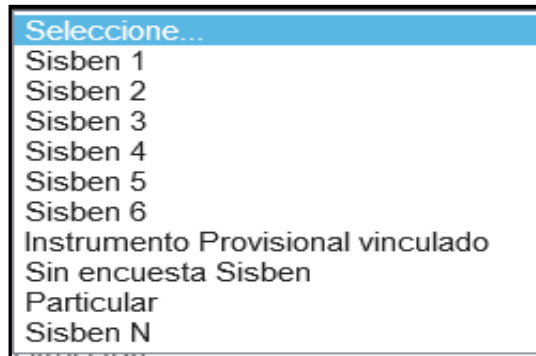 Seleccione...
Sisben 1
Sisben 2
Sisben 3
Sisben 4
Sisben 5
Sisben 6
Instrumento Provisional vinculado
Sin encuesta Sisben
Particular
Sisben N